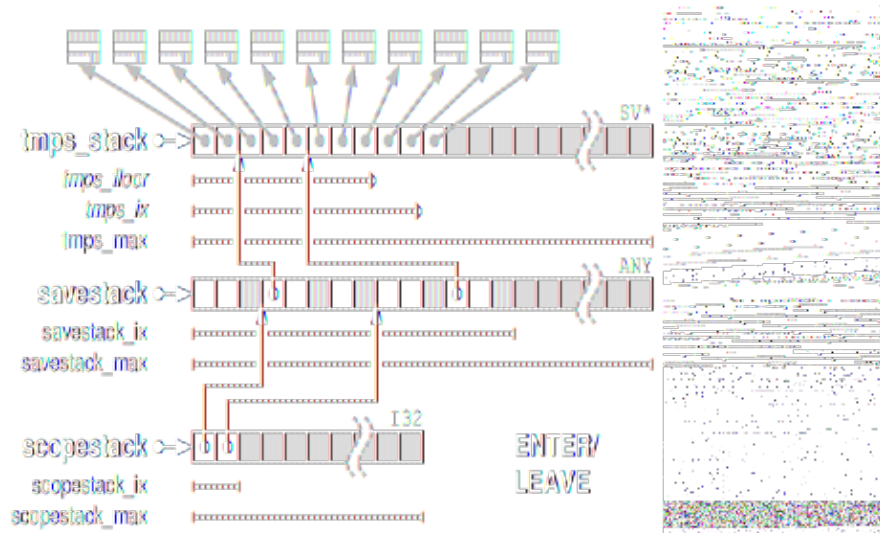 SV*
tmps_stack
tmps_floor
tmps_ix
tmps_max
ANY
savestack
savestack_ix
savestack_max
I32
scopestack
ENTER/
LEAVE
scopestack_ix
scopestack_max